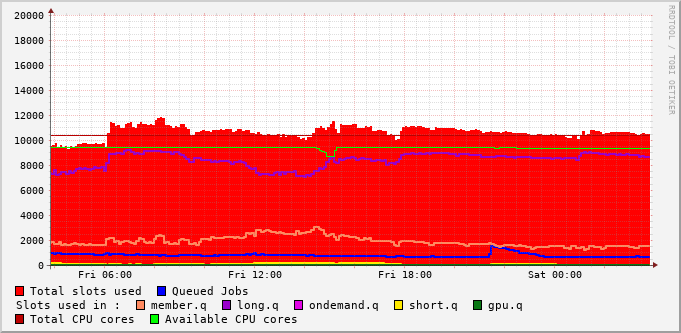 20000
18000
16000
14000
12000
10000
8000
6000
4000
2000
0
Fri 06:00 Fri 12:00 Fri 18:00 Sat 00:00
RRDTOOL / TOBI OETIKER
Total slots used Queued Jobs
Slots used in : member.q long.q ondemand.q short.q gpu.q
Total CPU cores Available CPU cores